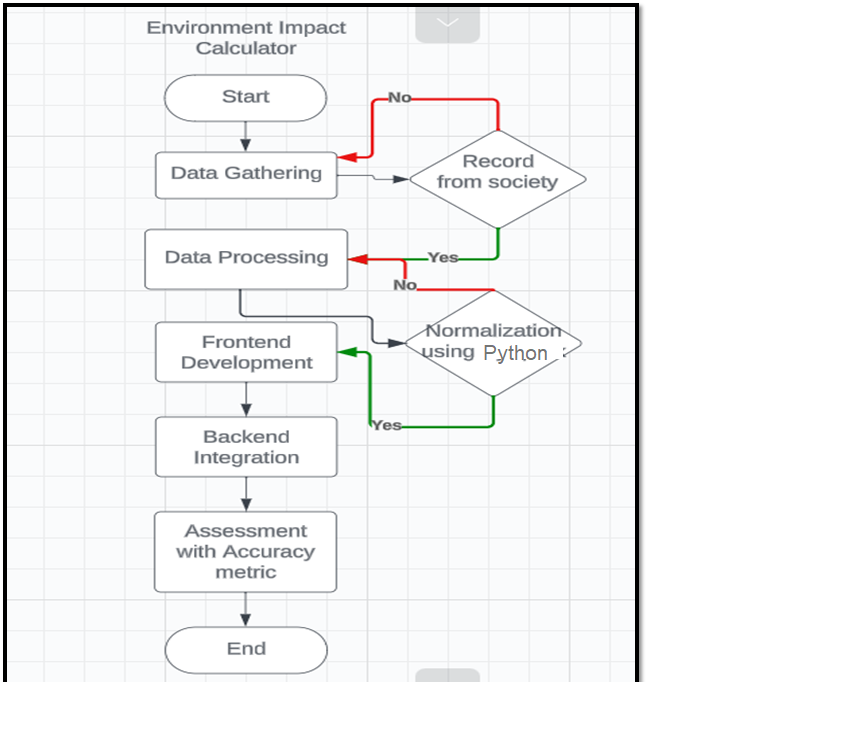 Environment Impact
Calculator
Start
No
Data Gathering
Record
from society
Data Processing
Yes
No
Normalization
using Python
Frontend
Development
Yes
Backend
Integration
Assessment
with Accuracy
metric
End